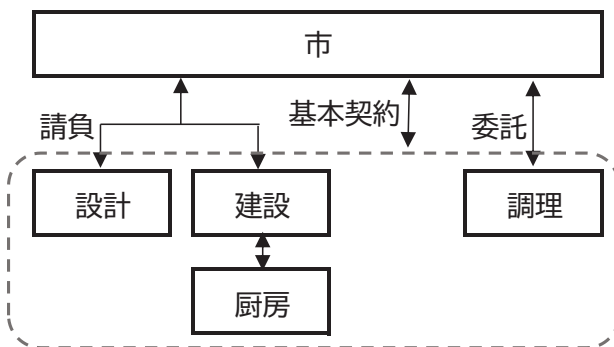 市
請負
基本契約
委託
設計
建設
調理
厨房